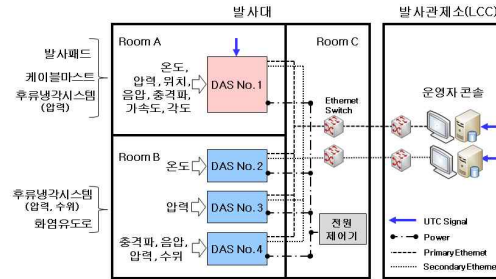 발사대
발사관제소(LCC)
Room A
Room C
발사패드
케이블마스트
후류냉각시스템
(압력)
온도,
압력, 위치,
음압, 충격파,
가속도, 각도
DAS No.1
Ethernet
Switch
운영자 콘솔
Room B
온도
DAS No.2
후류냉각시스템
(압력, 수위)
화염유도로
압력
DAS No.3
충격파, 음압,
압력, 수위
DAS No.4
전원
제어기
UTC Signal
Power
Primary Ethernet
Secondary Ethernet